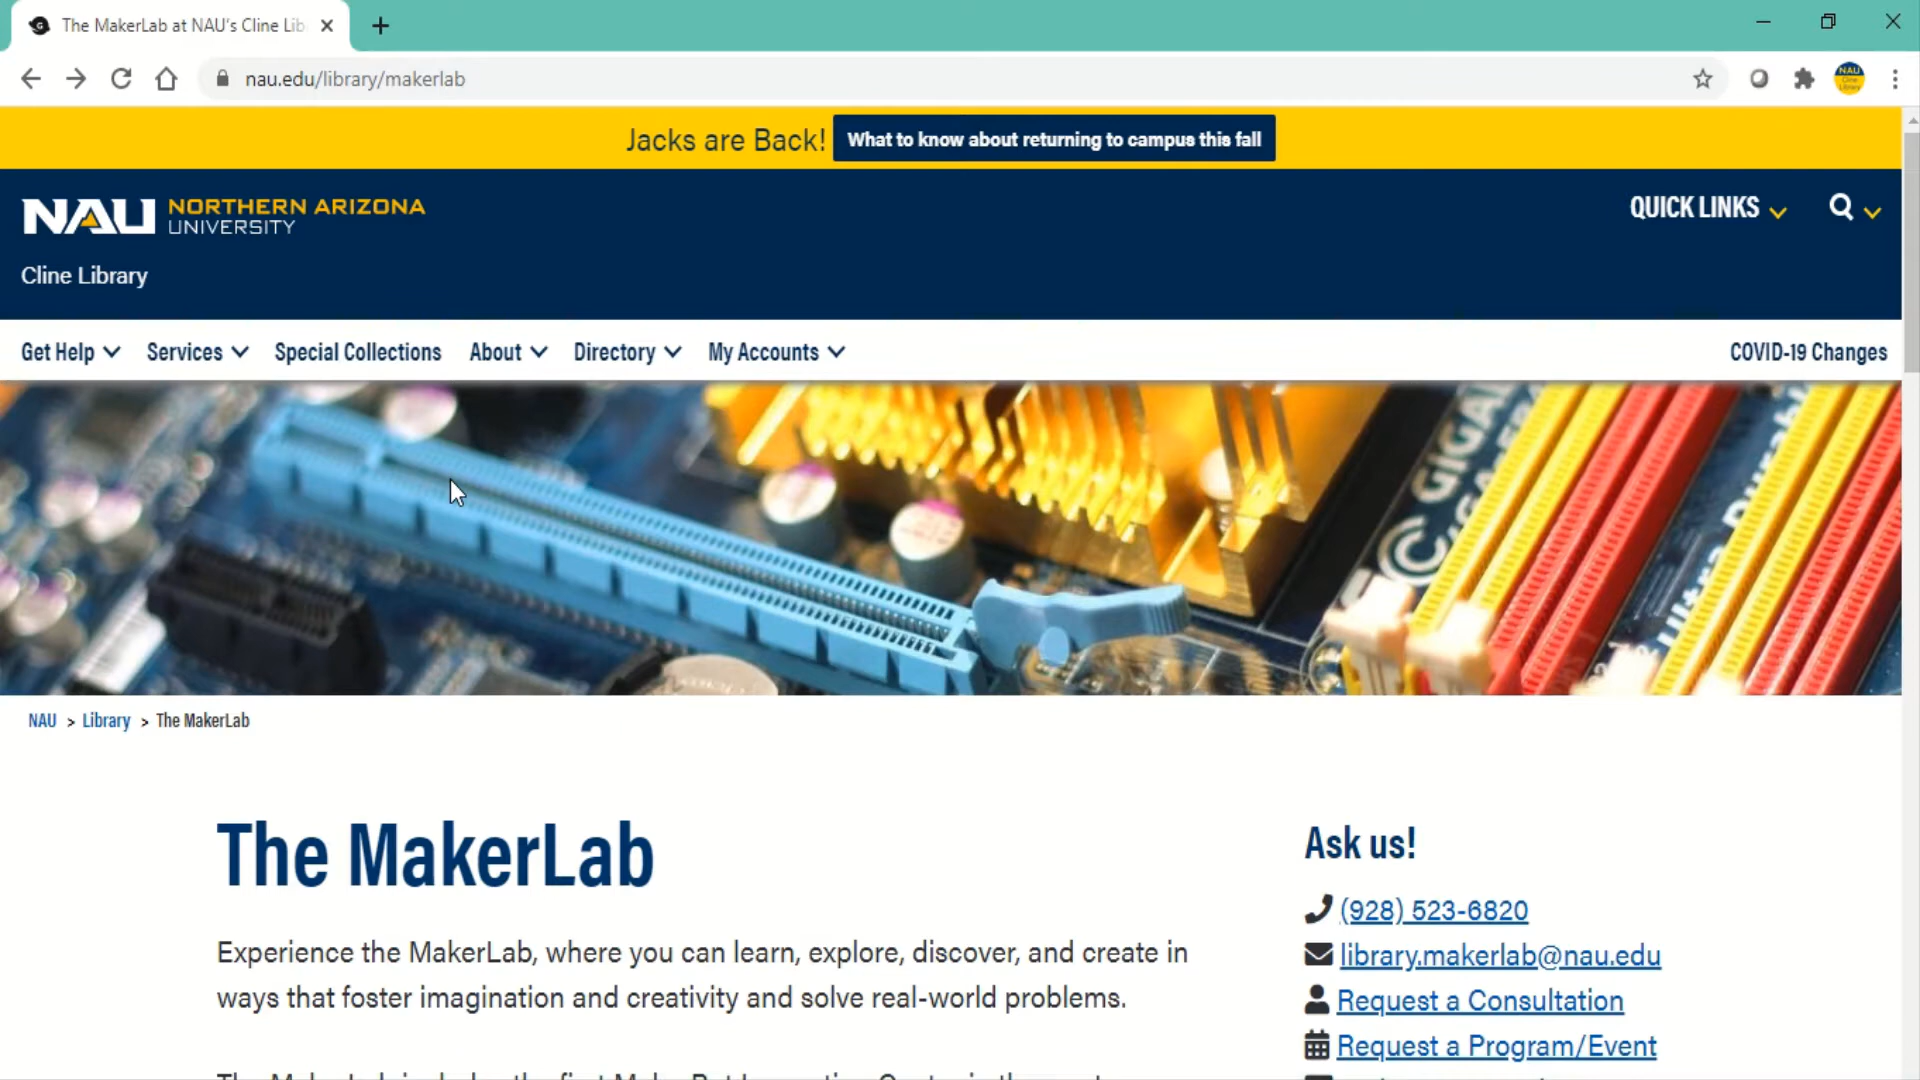 The MakerLab at NAU's Cline Lib
nau.edu/library/makerlab
NAU
Cline
Library
Jacks are Back! What to know about returning to campus this fall
NAU NORTHERN ARIZONA
UNIVERSITY
QUICK LINKS
Cline Library
Get Help Services Special Collections About Directory My Accounts COVID-19 Changes
NAU > Library > The MakerLab
The MakerLab
Experience the MakerLab, where you can learn, explore, discover, and create in
ways that foster imagination and creativity and solve real-world problems.
Ask us!
(928) 523-6820
library.makerlab@nau.edu
Request a Consultation
Request a Program/Event